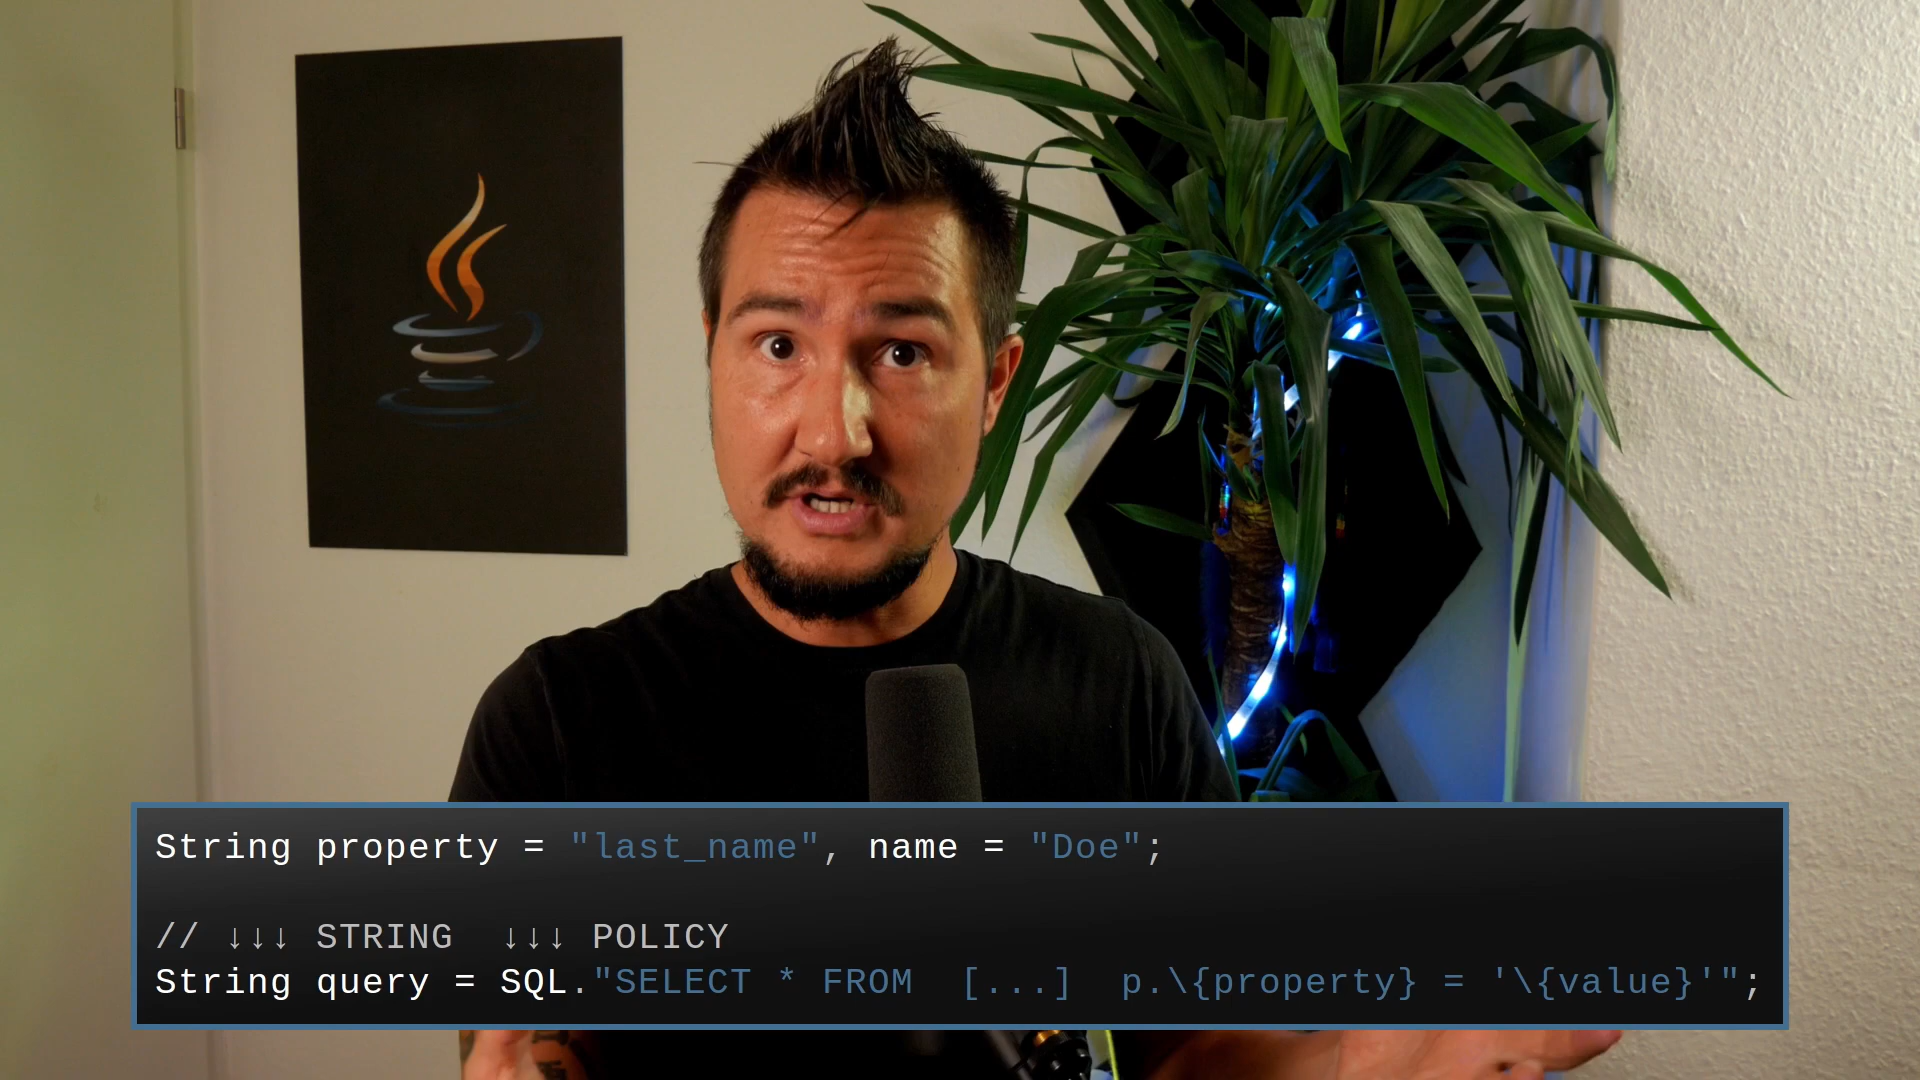 String property = "last_name", name = "Doe";
// ↓↓↓ STRING  ↓↓↓ POLICY
String query = SQL."SELECT * FROM  [...]  p.\{property} = '\{value}'";